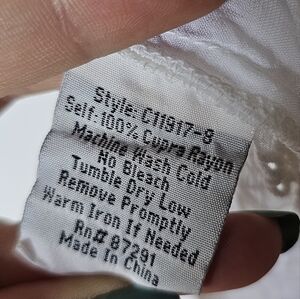 Style: C11917-8
Self:100% Cupra Rayon
Machine Wash Cold
No Bleach
Tumble Dry Low
Remove Promptly
Warm Iron If Needed
Rn# 87291
Made In China